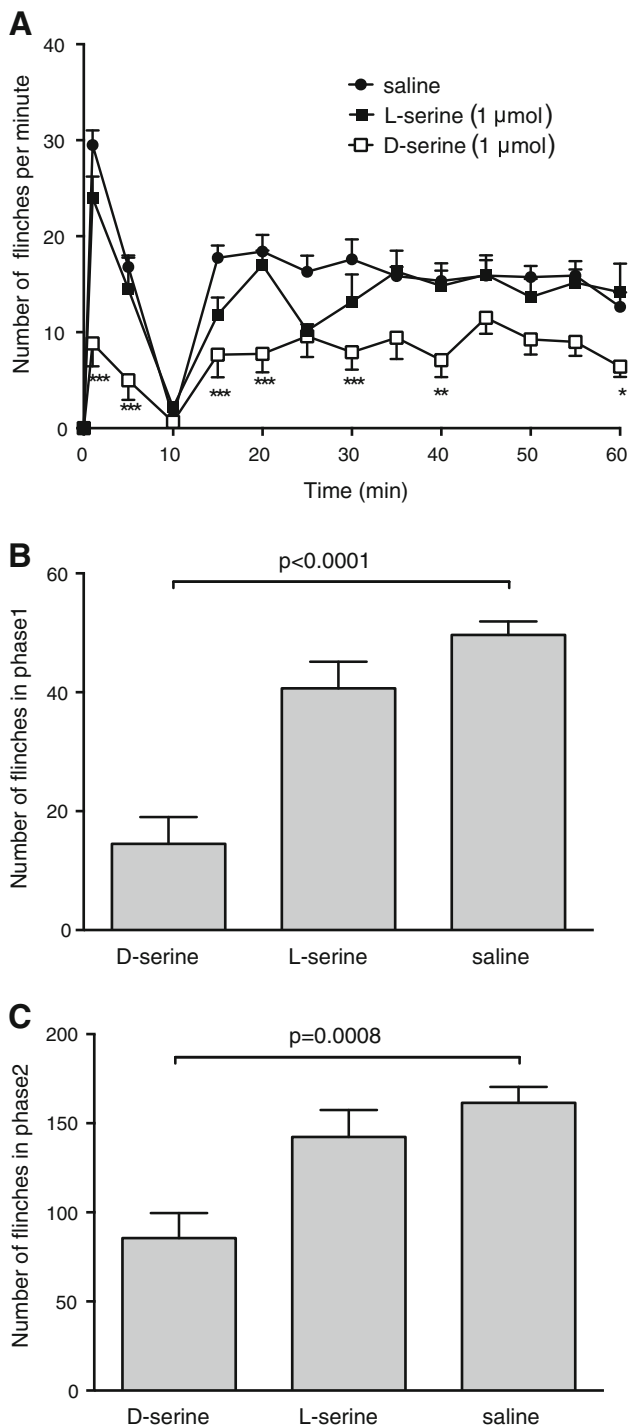 A
40
30
20
10
0
Number of flinches per minute
saline
L-serine (1 µmol)
D-serine (1 µmol)
***
***
***
***
***
**
*
0 10 20 30 40 50 60
Time (min)
B
p<0.0001
60
40
20
0
Number of flinches in phase1
D-serine L-serine saline
C
p=0.0008
200
150
100
50
0
Number of flinches in phase2
D-serine L-serine saline